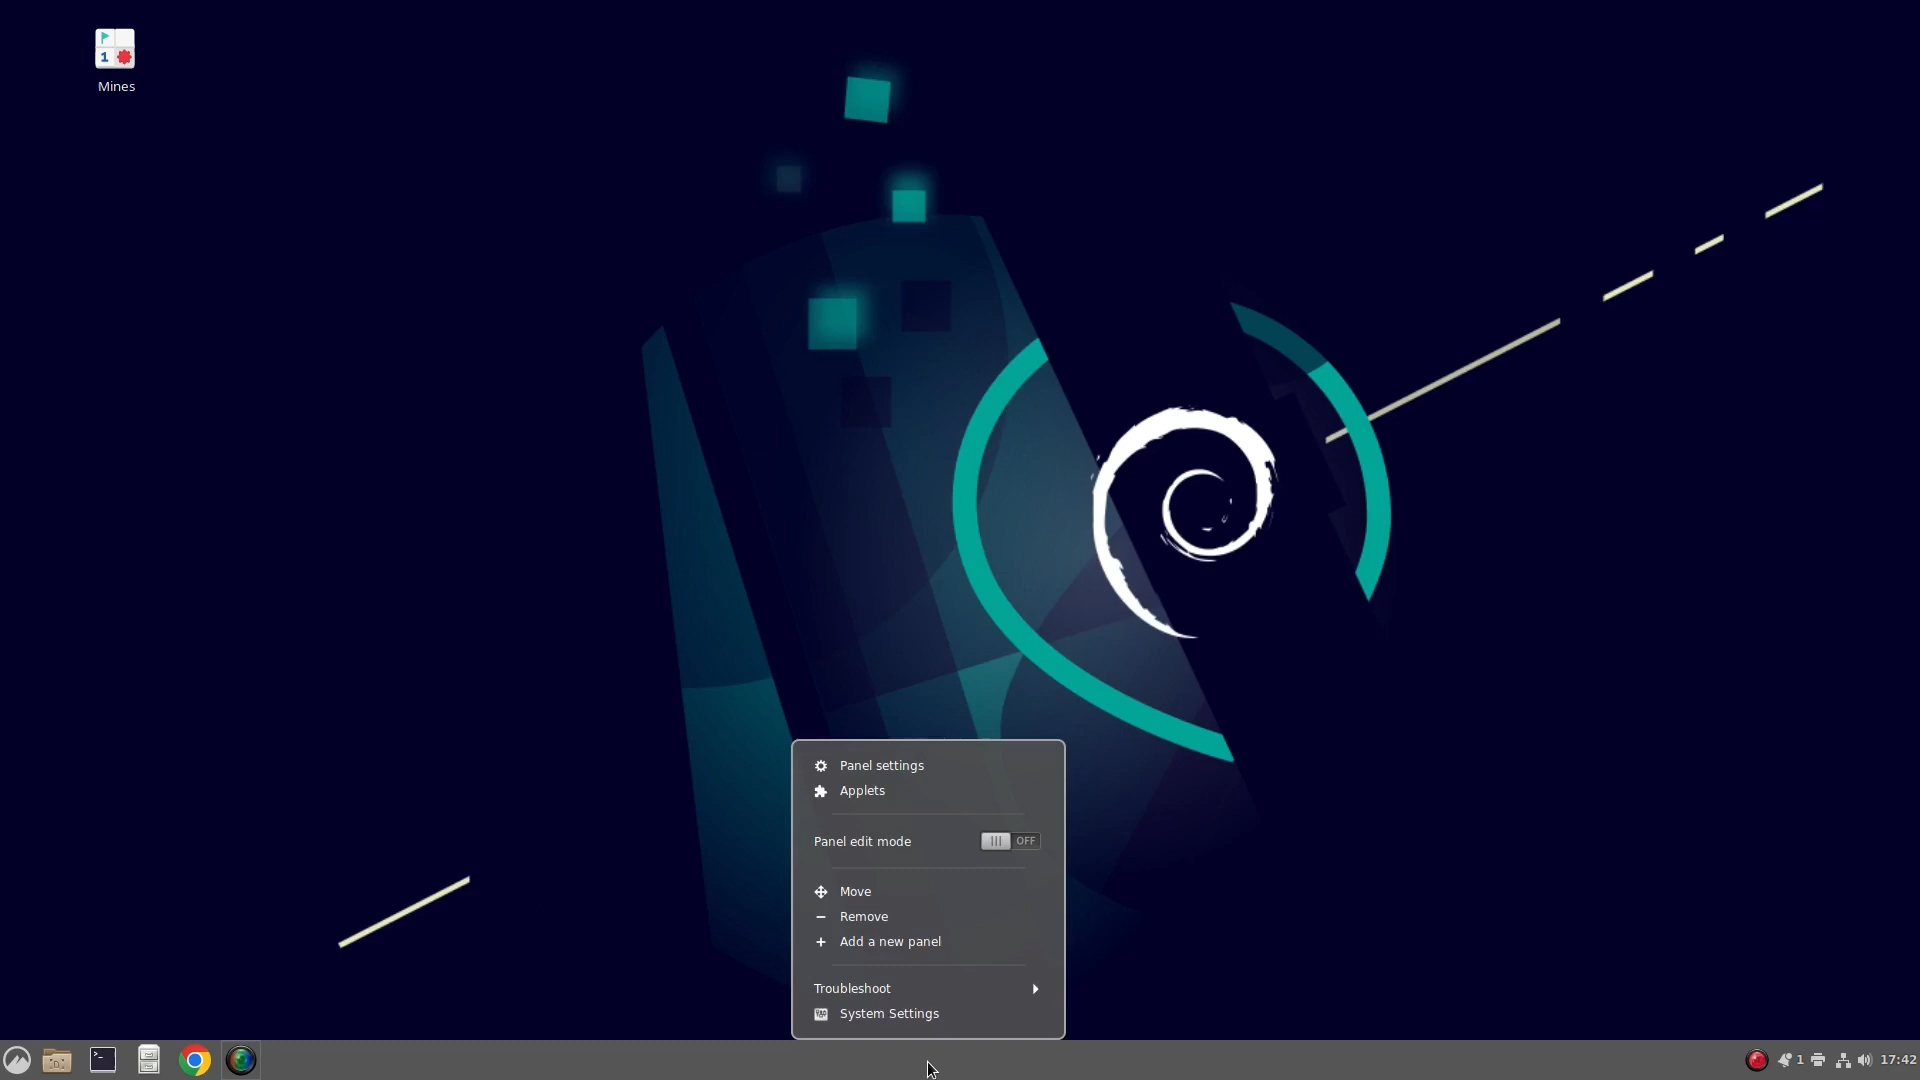 Mines
Panel settings
Applets
Panel edit mode OFF
Move
Remove
Add a new panel
Troubleshoot
System Settings
1 17:42